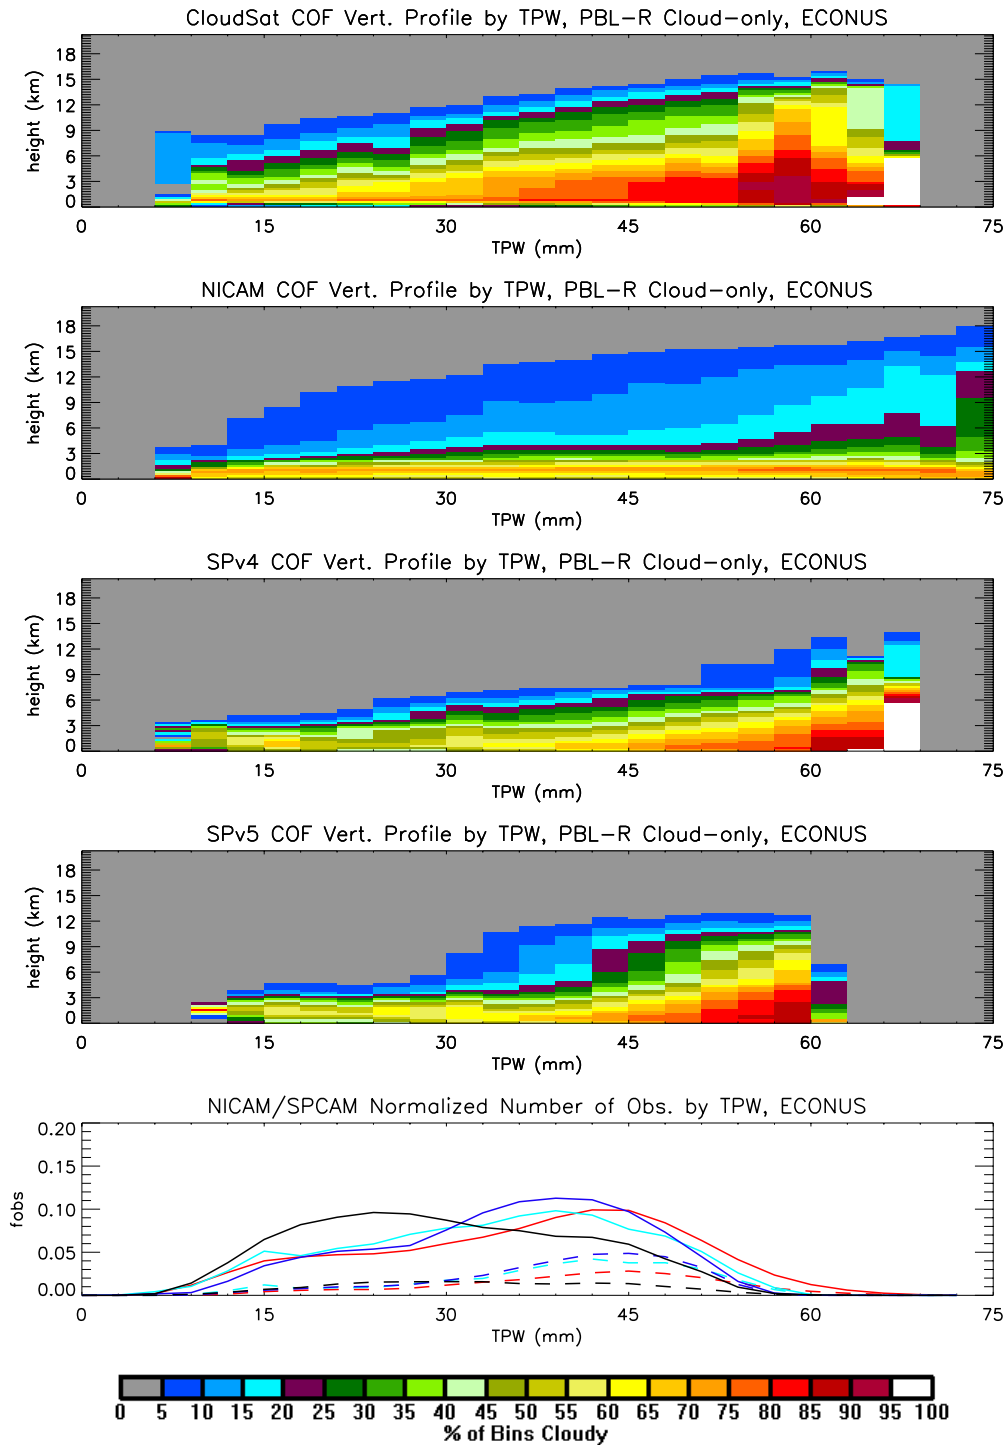 CloudSat COF Vert. Profile by TPW, PBL-R Cloud-only, ECONUS
18
15
12
9
6
3
0
height (km)
0 15 30 45 60 75
TPW (mm)
NICAM COF Vert. Profile by TPW, PBL-R Cloud-only, ECONUS
18
15
12
9
6
3
0
height (km)
0 15 30 45 60 75
TPW (mm)
SPv4 COF Vert. Profile by TPW, PBL-R Cloud-only, ECONUS
18
15
12
9
6
3
0
height (km)
0 15 30 45 60 75
TPW (mm)
SPv5 COF Vert. Profile by TPW, PBL-R Cloud-only, ECONUS
18
15
12
9
6
3
0
height (km)
0 15 30 45 60 75
TPW (mm)
NICAM/SPCAM Normalized Number of Obs. by TPW, ECONUS
0.20
0.15
0.10
0.05
0.00
fobs
0 15 30 45 60 75
TPW (mm)
0 5 10 15 20 25 30 35 40 45 50 55 60 65 70 75 80 85 90 95 100
% of Bins Cloudy